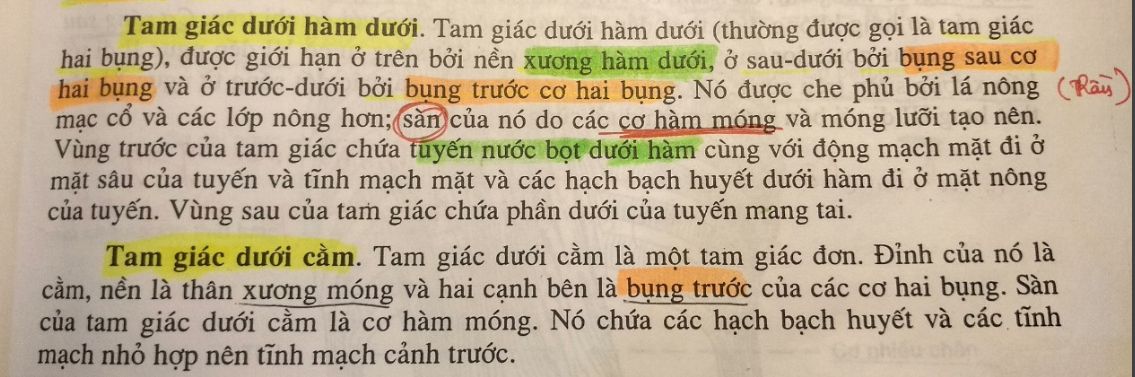 Tam giác dưới hàm dưới. Tam giác dưới hàm dưới (thường được gọi là tam giác
hai bụng), được giới hạn ở trên bởi nền xương hàm dưới, ở sau-dưới bởi bụng sau cơ
hai bụng và ở trước-dưới bởi bụng trước cơ hai bụng. Nó được che phủ bởi lá nông
mạc cổ và các lớp nông hơn; sàn của nó do các cơ hàm móng và móng lưỡi tạo nên.
Vùng trước của tam giác chứa tuyến nước bọt dưới hàm cùng với động mạch mặt đi ở
mặt sâu của tuyến và tĩnh mạch mặt và các hạch bạch huyết dưới hàm đi ở mặt nông
của tuyến. Vùng sau của tam giác chứa phần dưới của tuyến mang tai.
Tam giác dưới cằm. Tam giác dưới cằm là một tam giác đơn. Đỉnh của nó là
cằm, nền là thân xương móng và hai cạnh bên là bụng trước của các cơ hai bụng. Sàn
của tam giác dưới cằm là cơ hàm móng. Nó chứa các hạch bạch huyết và các tĩnh
mạch nhỏ hợp nên tĩnh mạch cảnh trước.